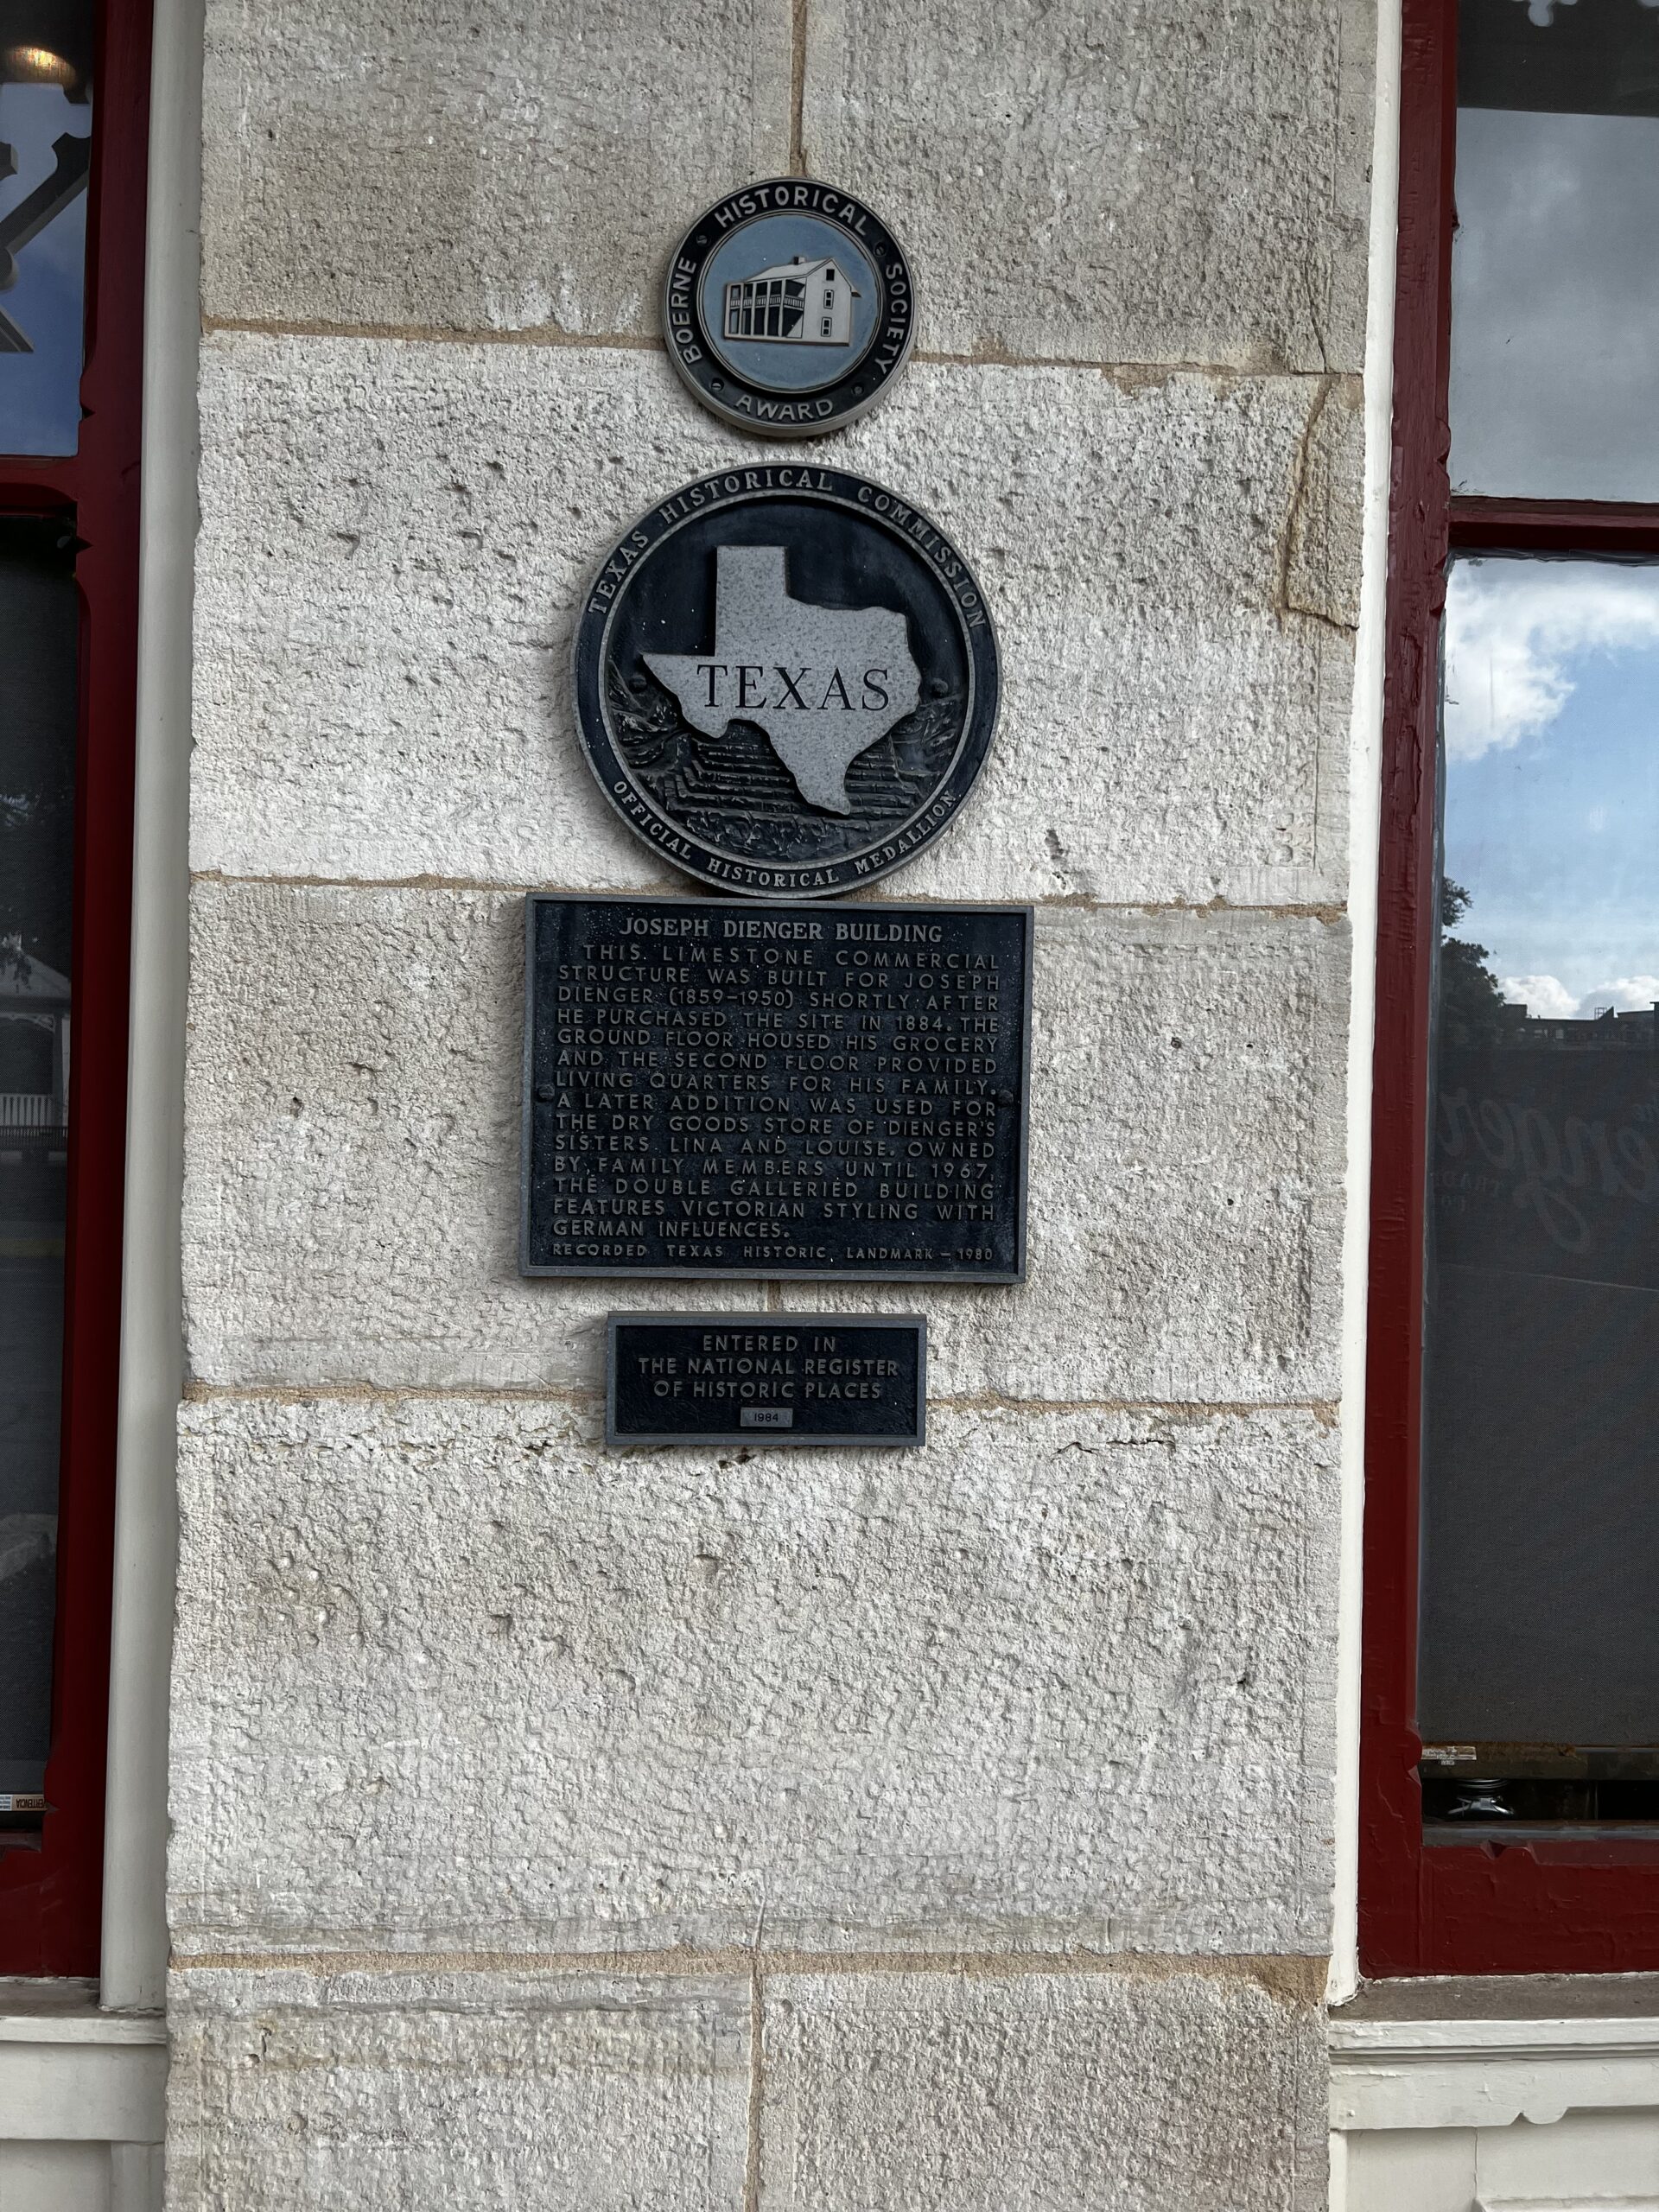 BOERNE HISTORICAL SOCIETY
AWARD
TEXAS HISTORICAL COMMISSION
TEXAS
OFFICIAL HISTORICAL MEDALLION
JOSEPH DIENGER BUILDING
THIS LIMESTONE COMMERCIAL
STRUCTURE WAS BUILT FOR JOSEPH
DIENGER (1859-1950) SHORTLY AFTER
HE PURCHASED THE SITE IN 1884. THE
GROUND FLOOR HOUSED HIS GROCERY
AND THE SECOND FLOOR PROVIDED
LIVING QUARTERS FOR HIS FAMILY.
A LATER ADDITION WAS USED FOR
THE DRY GOODS STORE OF DIENGER'S
SISTERS LINA AND LOUISE. OWNED
BY FAMILY MEMBERS UNTIL 1967,
THE DOUBLE GALLERIED BUILDING
FEATURES VICTORIAN STYLING WITH
GERMAN INFLUENCES.
RECORDED TEXAS HISTORIC LANDMARK - 1980
ENTERED IN
THE NATIONAL REGISTER
OF HISTORIC PLACES
1984